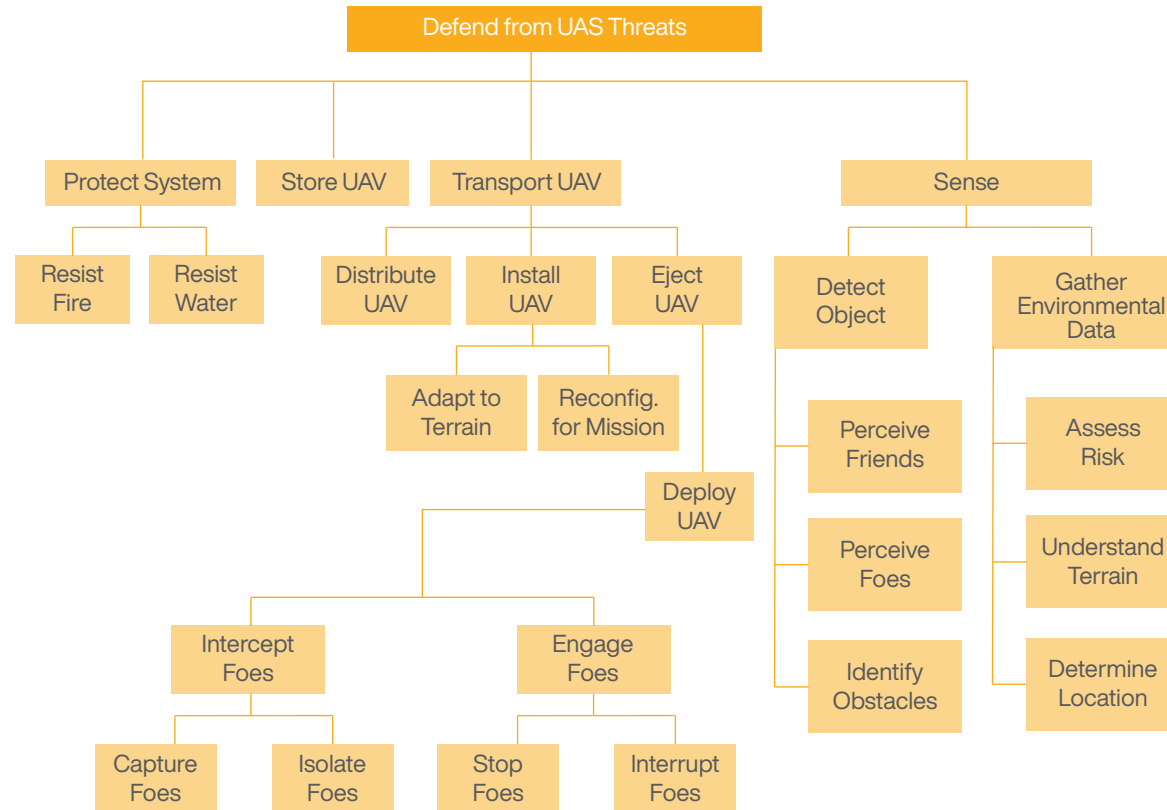 Defend from UAS Threats
Protect System
Store UAV
Transport UAV
Sense
Resist
Fire
Resist
Water
Distribute
UAV
Install
UAV
Eject
UAV
Detect
Object
Gather
Environmental
Data
Adapt to
Terrain
Reconfig.
for Mission
Perceive
Friends
Assess
Risk
Deploy
UAV
Perceive
Foes
Understand
Terrain
Intercept
Foes
Engage
Foes
Identify
Obstacles
Determine
Location
Capture
Foes
Isolate
Foes
Stop
Foes
Interrupt
Foes